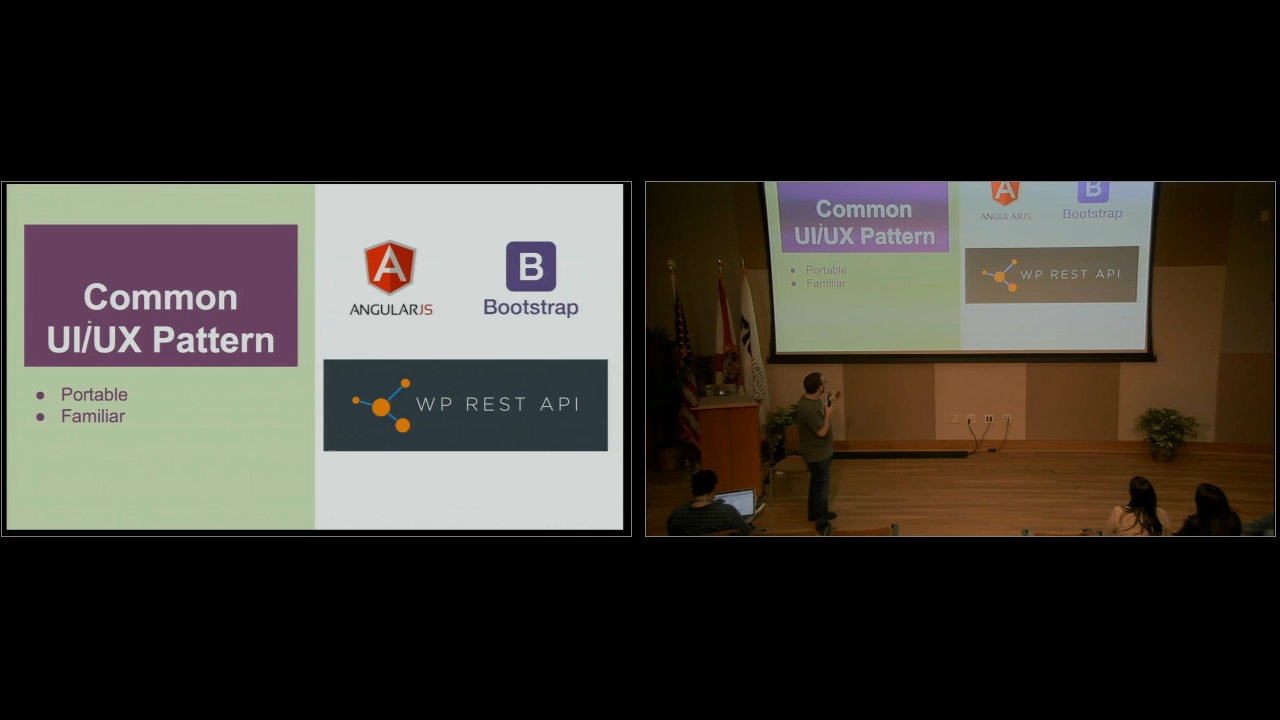 Common
UI/UX Pattern
● Portable
● Familiar
ANGULARJS
B
Bootstrap
WP REST API
Common
UI/UX Pattern
● Portable
● Familiar
ANGULARJS
B
Bootstrap
WP REST API